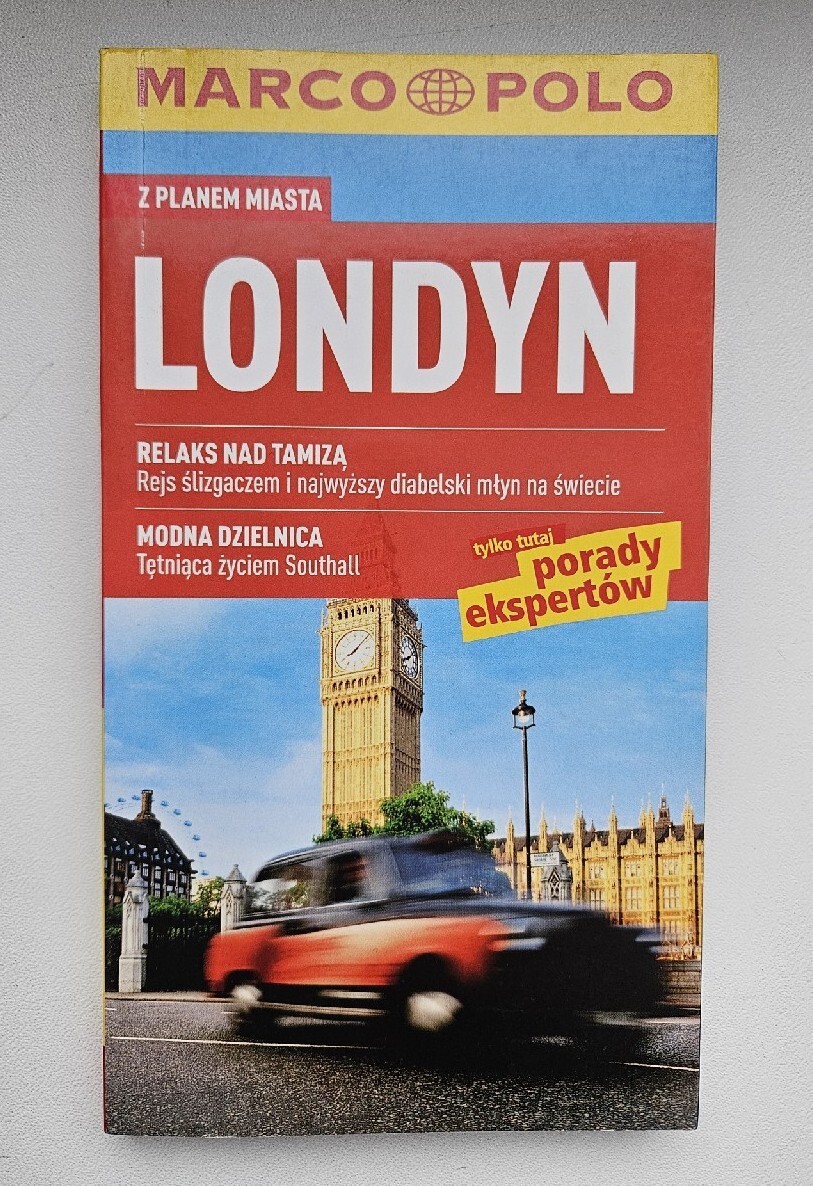 MARCO POLO
Z PLANEM MIASTA
LONDYN
RELAKS NAD TAMIZĄ
Rejs ślizgaczem i najwyższy diabelski młyn na świecie
MODNA DZIELNICA
Tętniąca życiem Southall
tylko tutaj
porady
ekspertów